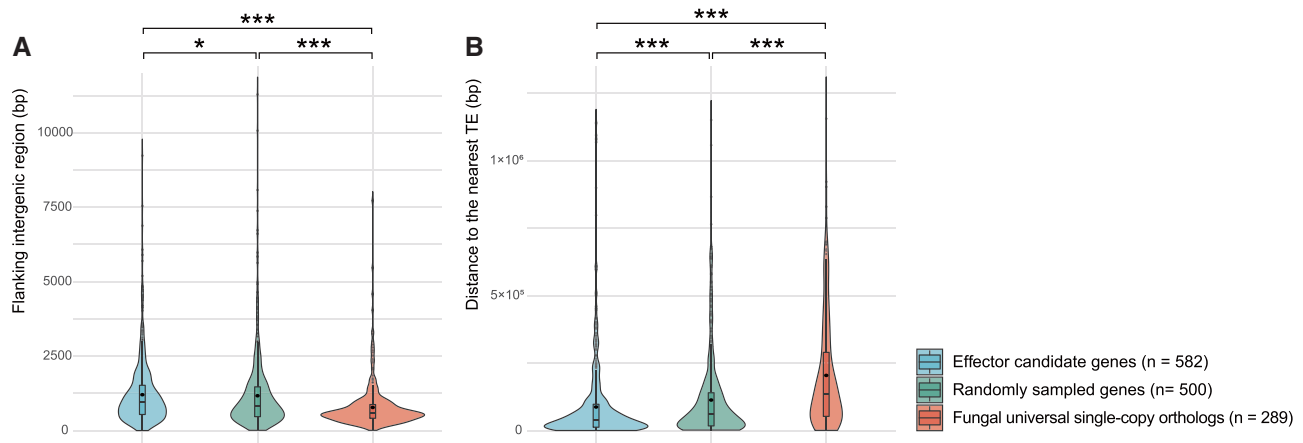 A
***
*
***
Flanking intergenic region (bp)
10000
7500
5000
2500
0
B
***
***
***
Distance to the nearest TE (bp)
1×10⁶
5×10⁵
0
Effector candidate genes (n = 582)
Randomly sampled genes (n= 500)
Fungal universal single-copy orthologs (n = 289)